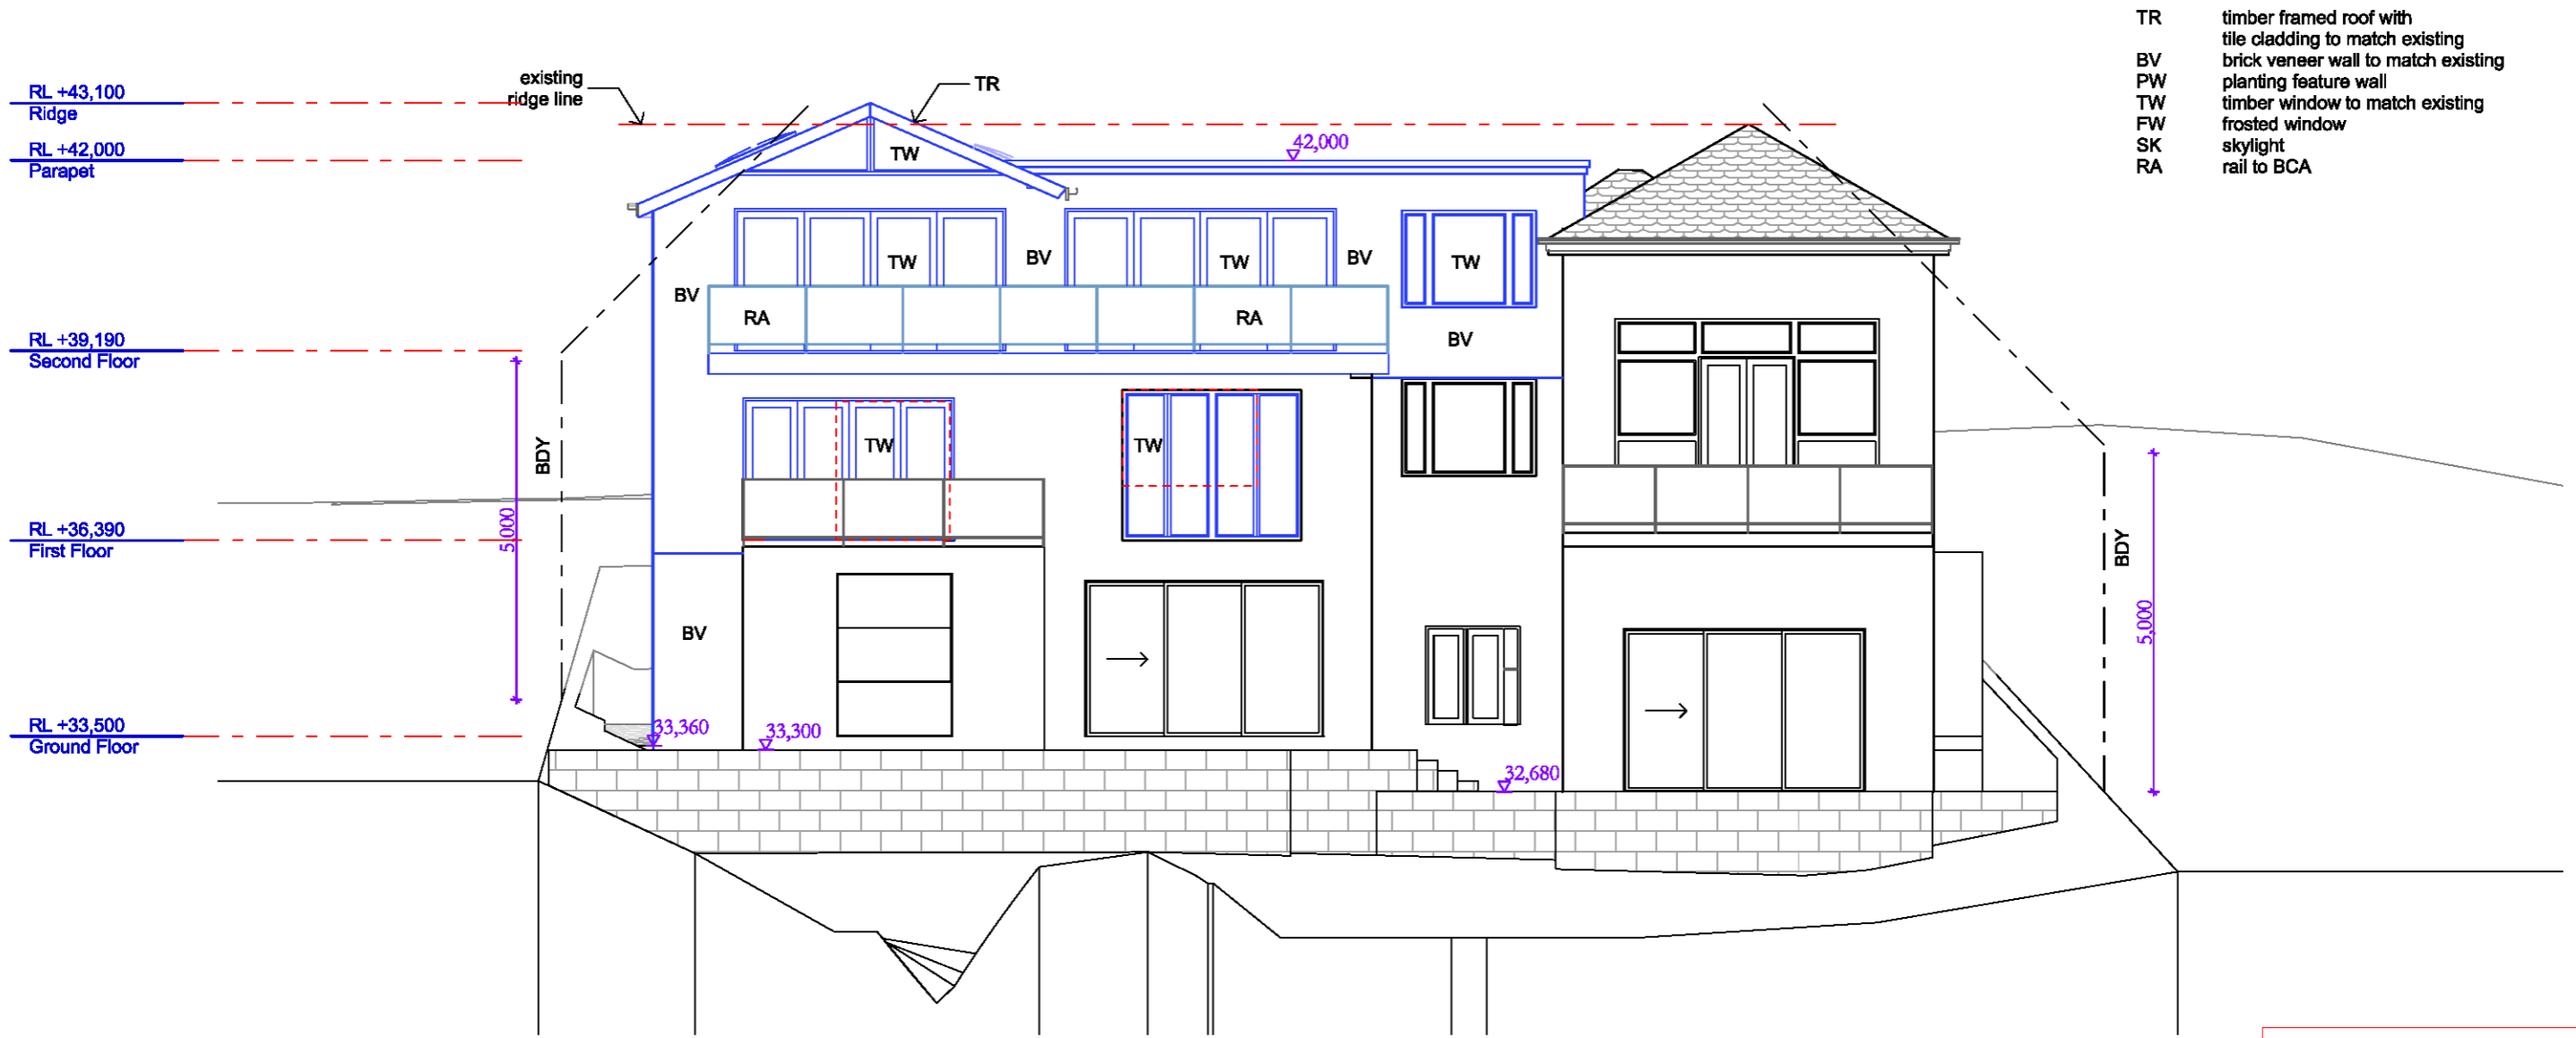 TR timber framed roof with
tile cladding to match existing
BV brick veneer wall to match existing
PW planting feature wall
TW timber window to match existing
FW frosted window
SK skylight
RA rail to BCA
existing
ridge line
TR
RL +43,100
Ridge
RL +42,000
Parapet
42,000
TW
TW
BV
TW
BV
TW
BV
RA
RA
BV
RL +39,190
Second Floor
BDY
TW
TW
5,000
RL +36,390
First Floor
BDY
5,000
BV
RL +33,500
Ground Floor
33,360
33,300
32,680